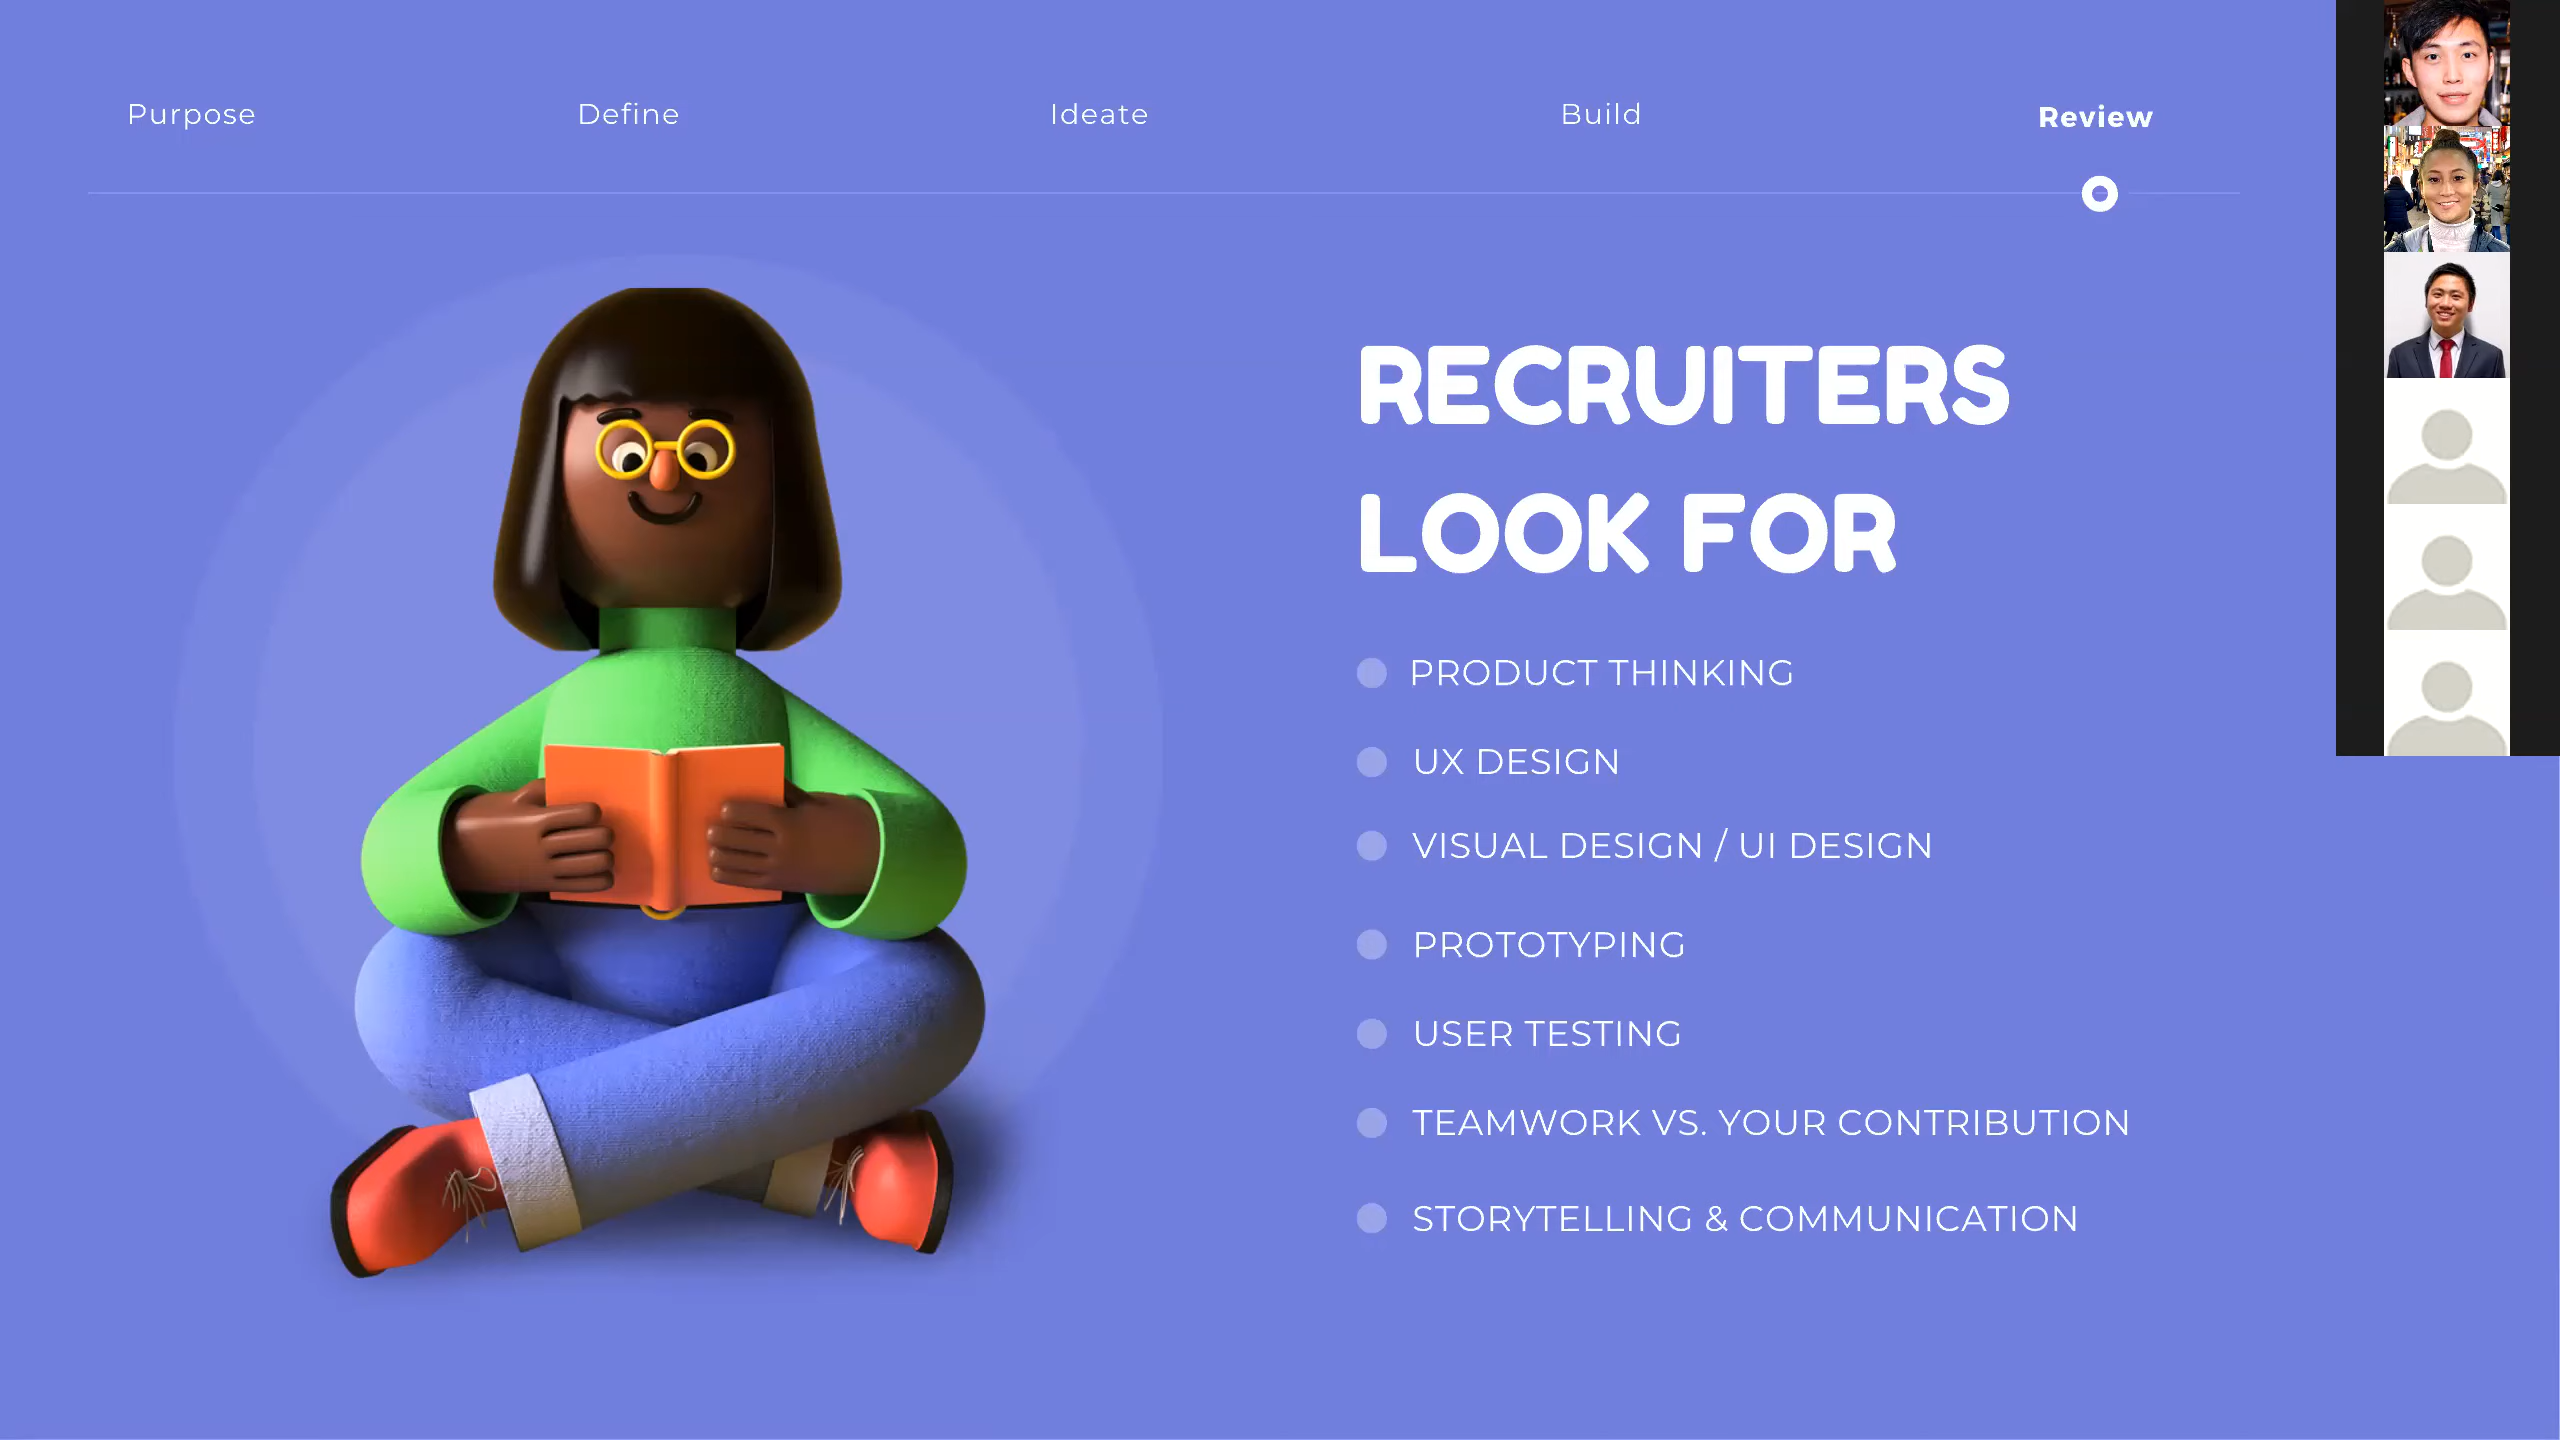 Purpose
Define
Ideate
Build
Review
RECRUITERS
LOOK FOR
PRODUCT THINKING
UX DESIGN
VISUAL DESIGN / UI DESIGN
PROTOTYPING
USER TESTING
TEAMWORK VS. YOUR CONTRIBUTION
STORYTELLING & COMMUNICATION